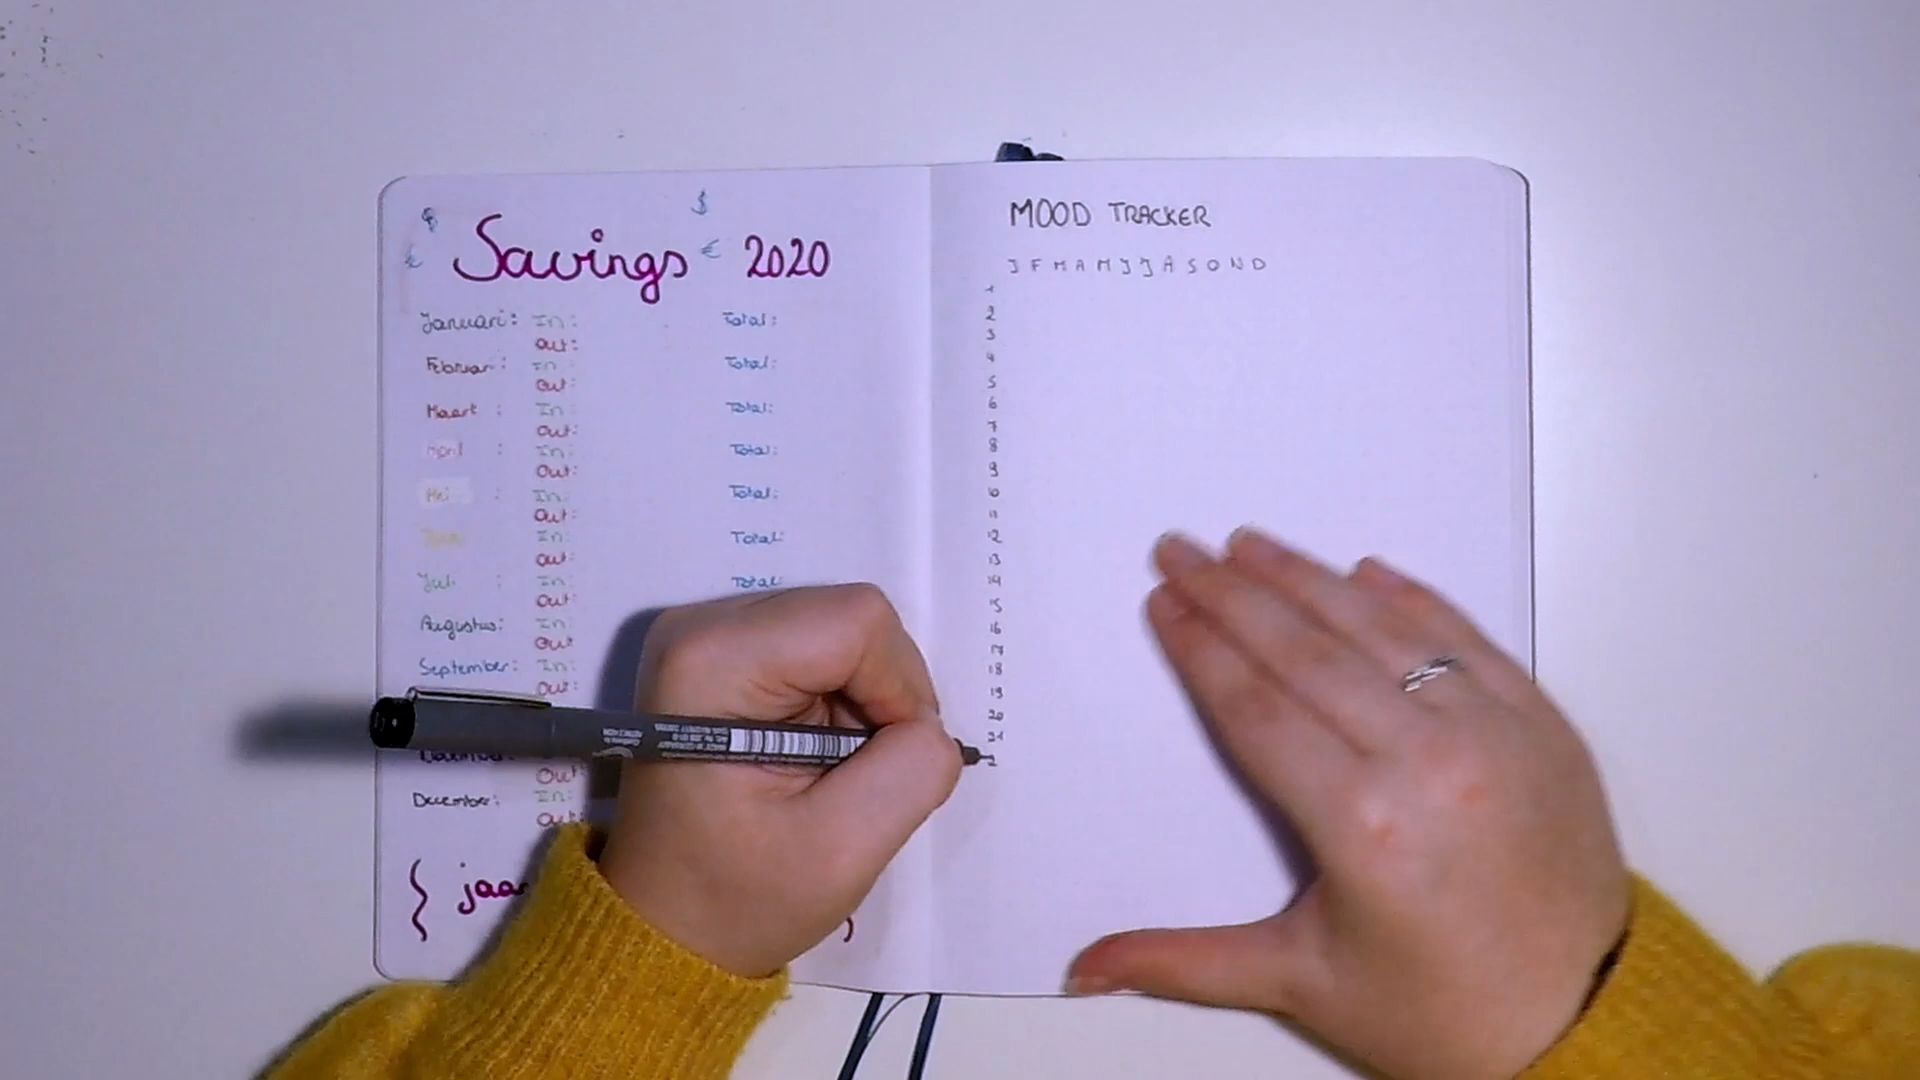 $ $
€ Savings € 2020
Januari: In: Total:
Out:
Februari: In: Total:
Out:
Maart : In: Total:
Out:
April : In: Total:
Out:
Mei : In: Total:
Out:
Juni In: Total:
Out:
Juli : In: Total:
Out:
Augustus: In:
Out
September: In:
Out:
Out
December: In:
Out:
{
MOOD TRACKER
J F M A M J J A S O N D
1
2
3
4
5
6
7
8
9
10
11
12
13
14
15
16
17
18
19
20
21
2